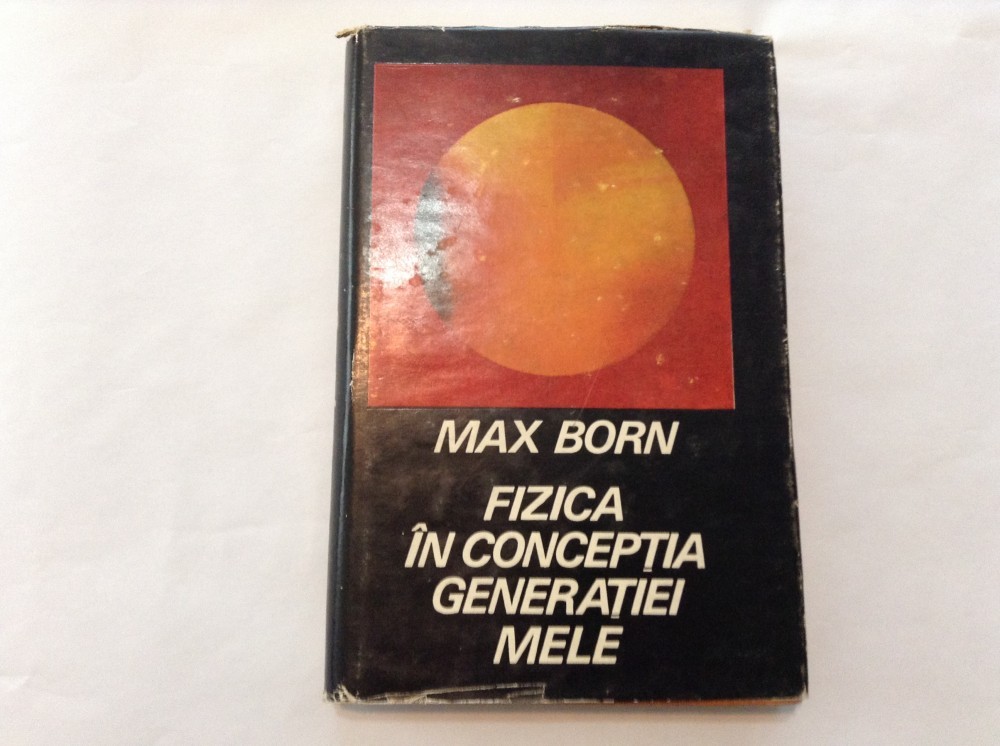 MAX BORN
FIZICA
ÎN CONCEPȚIA
GENERAȚIEI
MELE